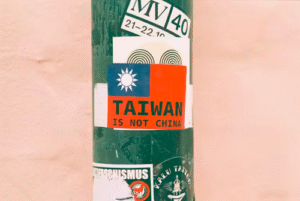 MV 40
21-22.10
TAIWAN
IS NOT CHINA